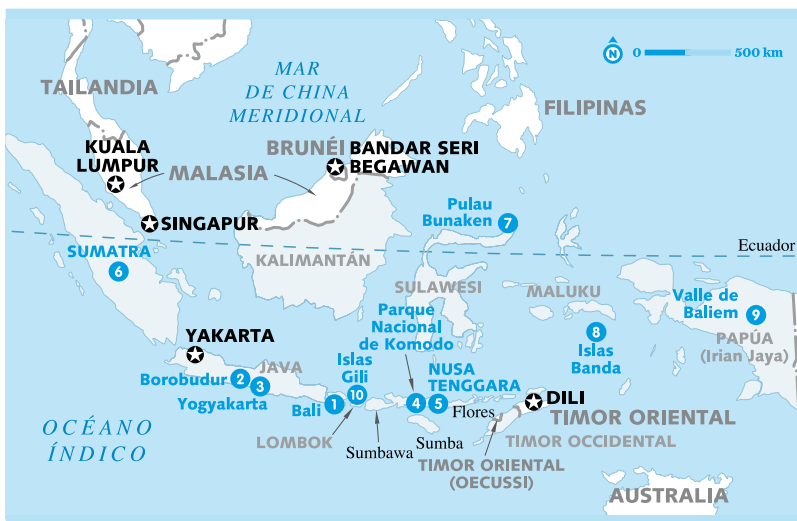 N
0
500 km
MAR
DE CHINA
MERIDIONAL
TAILANDIA
FILIPINAS
KUALA
LUMPUR
MALASIA
BRUNÉI
BANDAR SERI
BEGAWAN
SINGAPUR
Pulau
Bunaken
7
Ecuador
SUMATRA
6
KALIMANTÁN
SULAWESI
MALUKU
Valle de
Baliem
9
PAPÚA
(Irian Jaya)
Parque
Nacional
de Komodo
8
Islas
Banda
YAKARTA
JAVA
Borobudur
2
3
Yogyakarta
Islas
Gili
10
Bali
1
NUSA
TENGGARA
4
5
Flores
DILI
TIMOR ORIENTAL
TIMOR OCCIDENTAL
LOMBOK
Sumbawa
Sumba
TIMOR ORIENTAL
(OECUSSI)
OCÉANO
ÍNDICO
AUSTRALIA